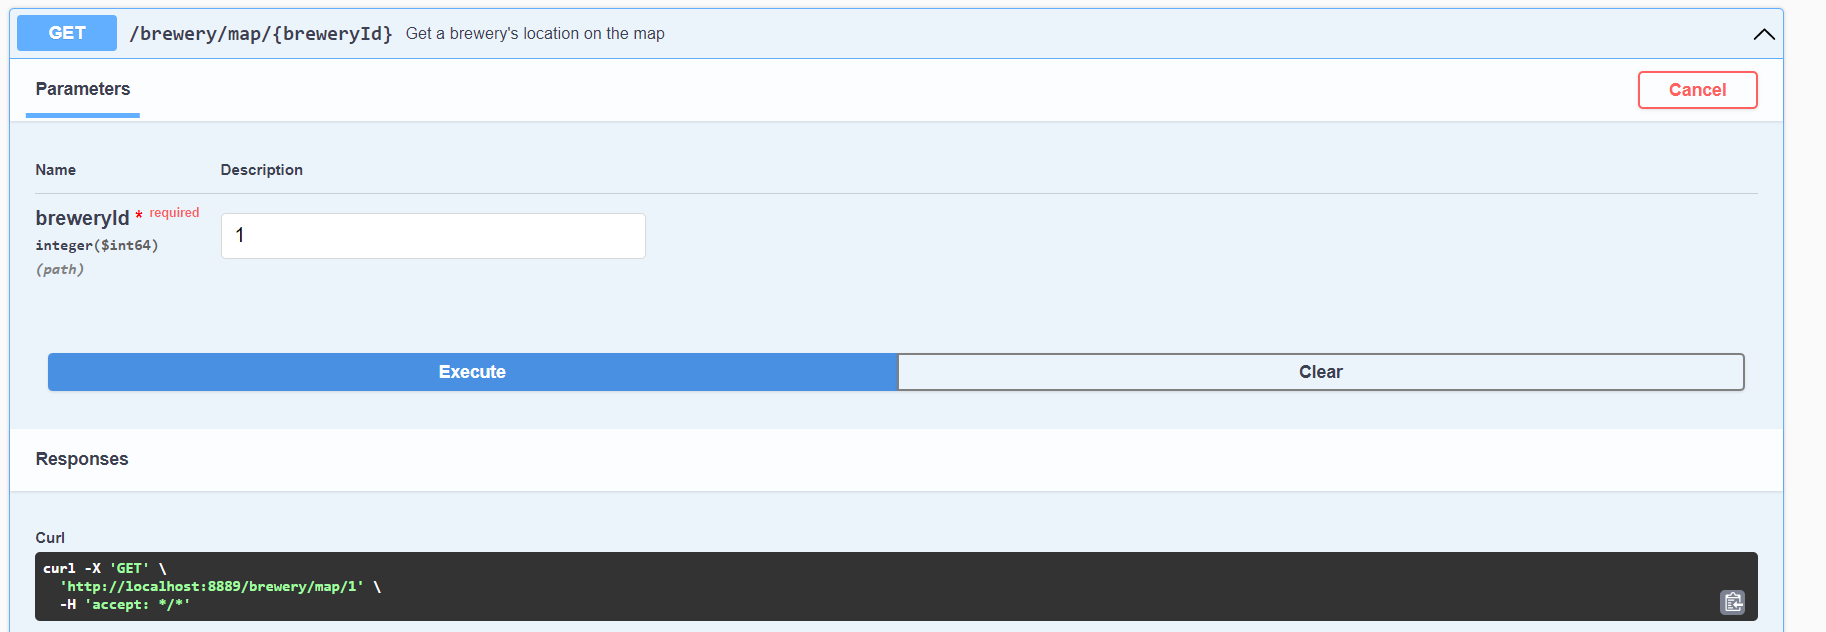 GET /brewery/map/{breweryId} Get a brewery's location on the map
Parameters
Cancel
Name Description
breweryId * required
integer($int64)
(path)
1
Execute
Clear
Responses
Curl
curl -X 'GET' \
'http://localhost:8889/brewery/map/1' \
-H 'accept: */*'